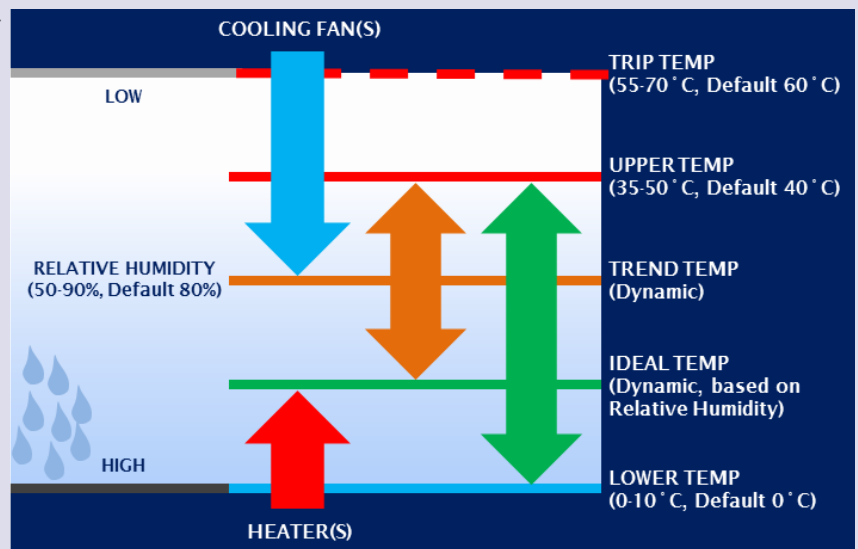 COOLING FAN(S)
TRIP TEMP
(55-70˚C, Default 60˚C)
LOW
UPPER TEMP
(35-50˚C, Default 40˚C)
RELATIVE HUMIDITY
(50-90%, Default 80%)
TREND TEMP
(Dynamic)
IDEAL TEMP
(Dynamic, based on
Relative Humidity)
HIGH
LOWER TEMP
(0-10˚C, Default 0˚C)
HEATER(S)